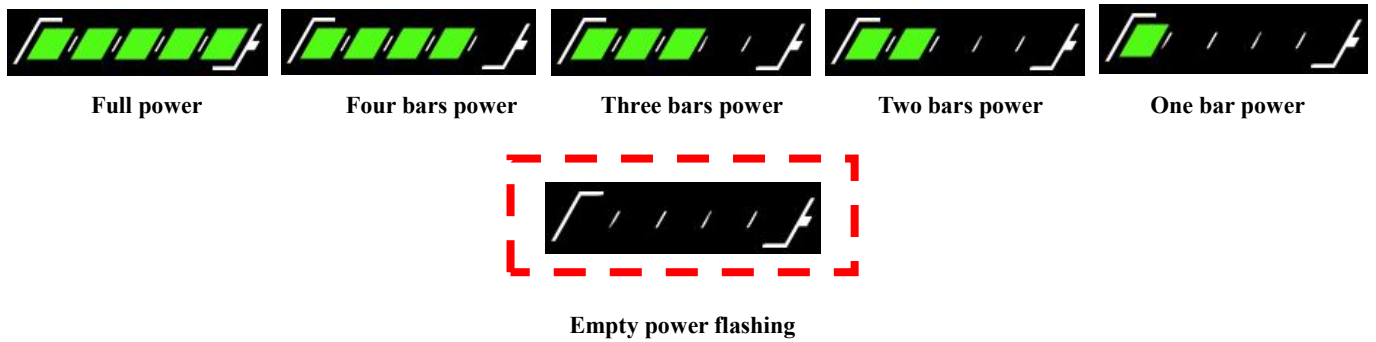 Full power
Four bars power
Three bars power
Two bars power
One bar power
Empty power flashing